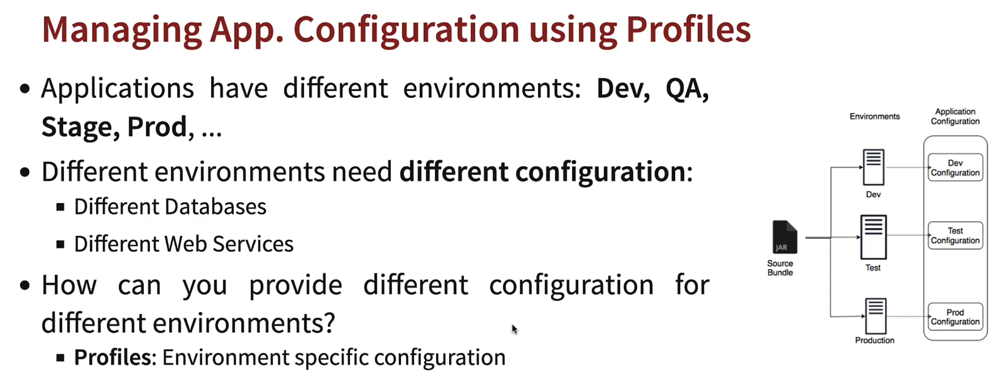 Managing App. Configuration using Profiles
• Applications have different environments: Dev, QA,
Stage, Prod, ...
• Different environments need different configuration:
▪ Different Databases
▪ Different Web Services
• How can you provide different configuration for
different environments?
▪ Profiles: Environment specific configuration
Environments
Application
Configuration
Dev
Dev
Configuration
JAR
Source
Bundle
Test
Test
Configuration
Production
Prod
Configuration